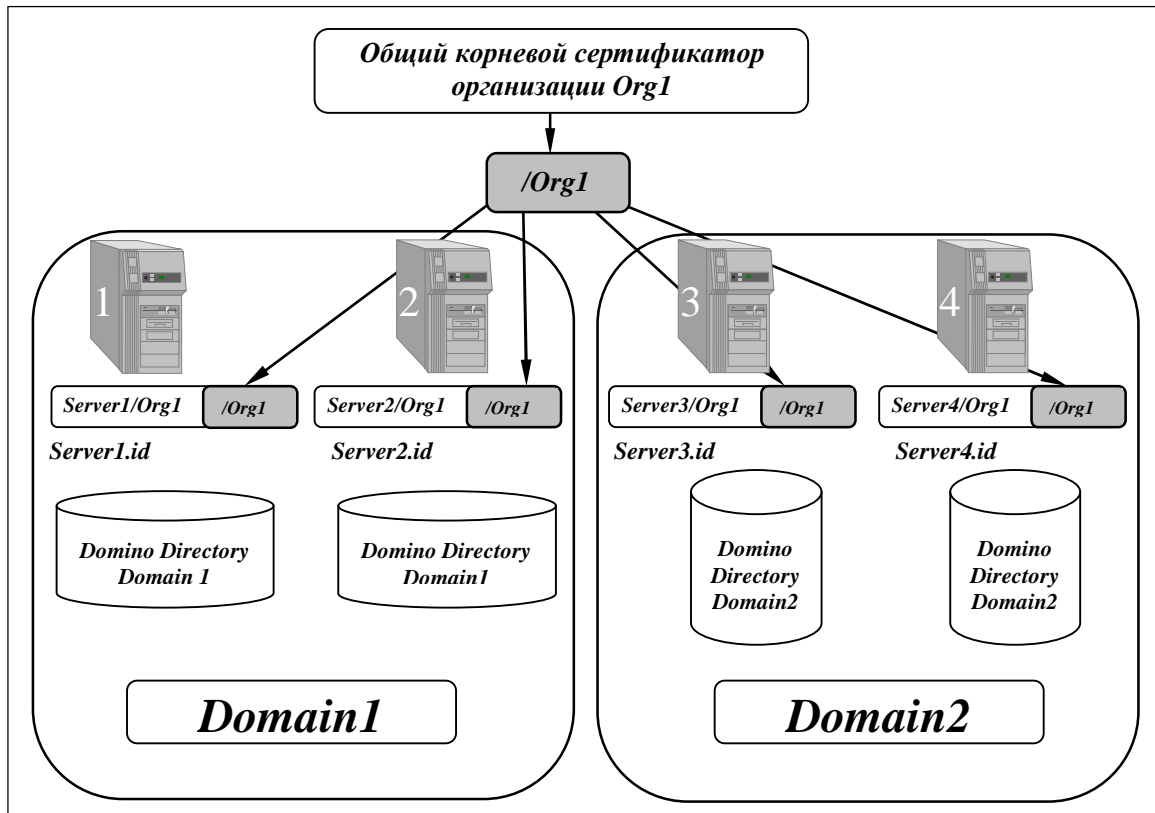 Общий корневой сертификатор
организации Org1
/Org1
1
2
3
4
Server1/Org1
/Org1
Server2/Org1
/Org1
Server3/Org1
/Org1
Server4/Org1
/Org1
Server1.id
Server2.id
Server3.id
Server4.id
Domino Directory
Domain 1
Domino Directory
Domain1
Domino
Directory
Domain2
Domino
Directory
Domain2
Domain1
Domain2